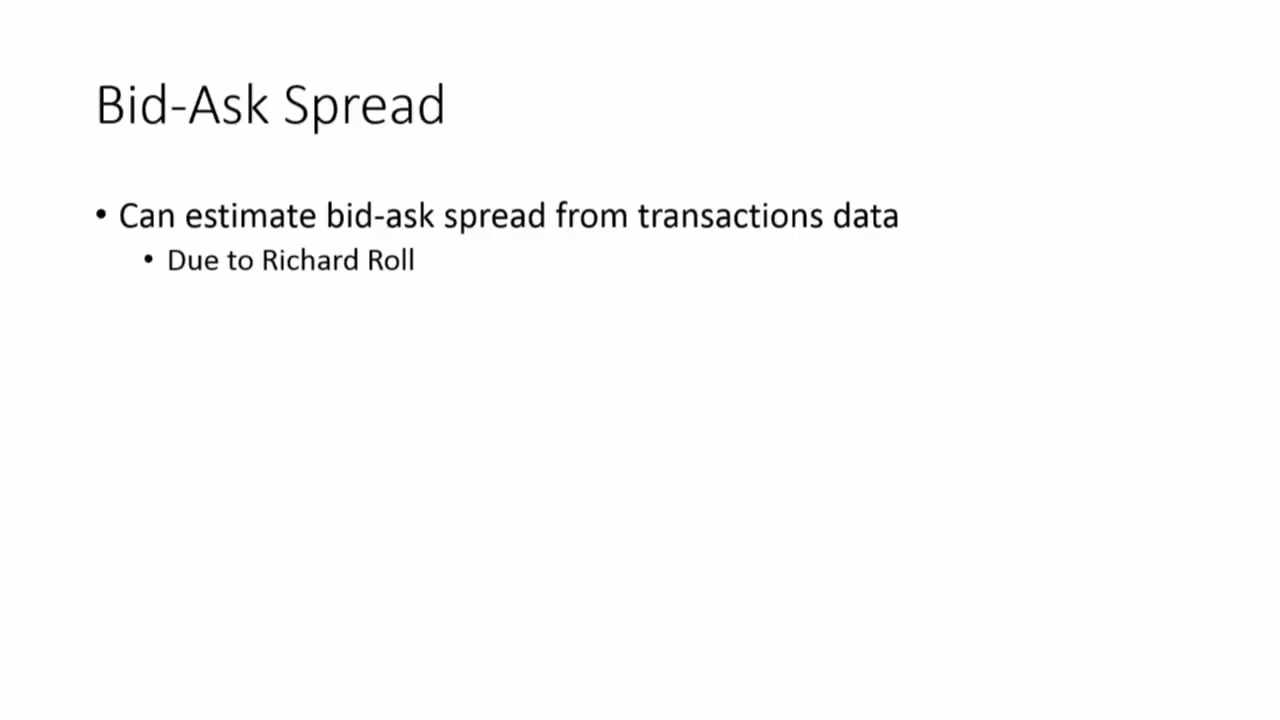 Bid-Ask Spread
• Can estimate bid-ask spread from transactions data
• Due to Richard Roll